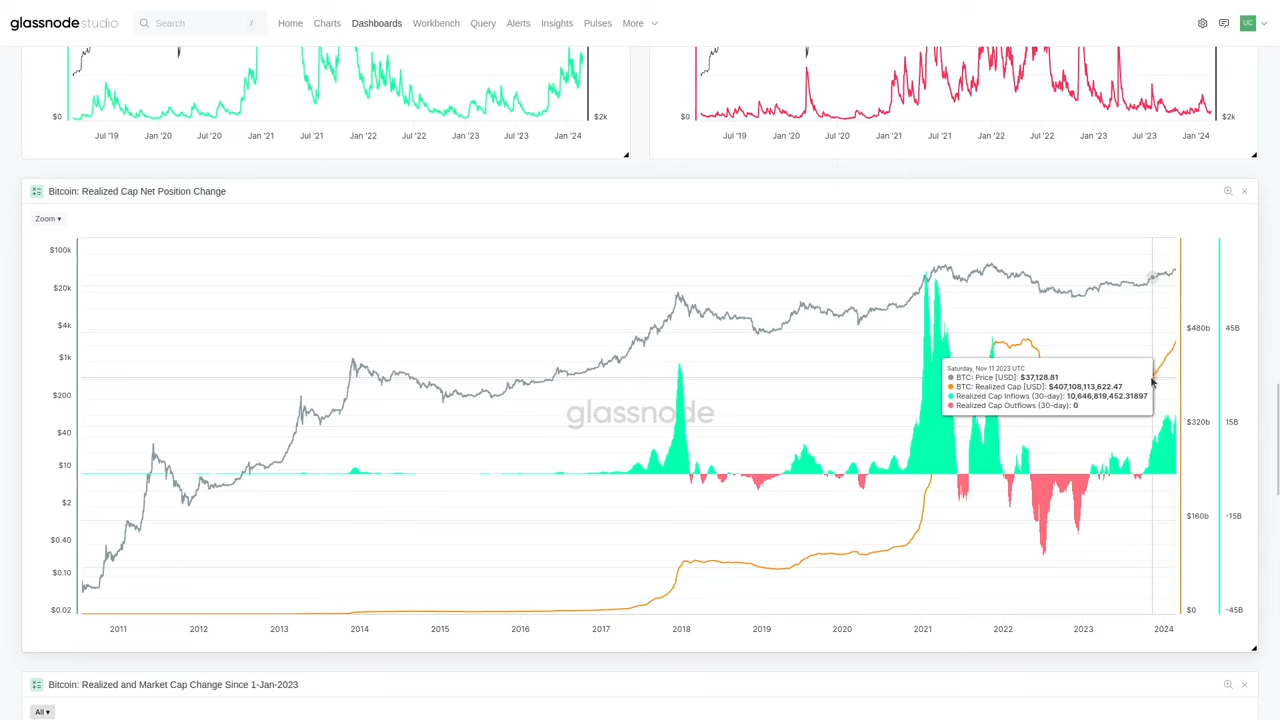 glassnodestudio
Search /
Home Charts Dashboards Workbench Query Alerts Insights Pulses More
UC
$0 $2k
Jul '19 Jan '20 Jul '20 Jan '21 Jul '21 Jan '22 Jul '22 Jan '23 Jul '23 Jan '24
$0 $2k
Jul '19 Jan '20 Jul '20 Jan '21 Jul '21 Jan '22 Jul '22 Jan '23 Jul '23 Jan '24
Bitcoin: Realized Cap Net Position Change
Zoom ▾
$100k
$20k
$4k
$1k
$200
$40
$10
$2
$0.40
$0.10
$0.02
glassnode
Saturday, Nov 11 2023 UTC
BTC: Price [USD]: $37,128.81
BTC: Realized Cap [USD]: $407,108,113,622.47
Realized Cap Inflows (30-day): 10,646,819,452.31897
Realized Cap Outflows (30-day): 0
$480b
$320b
$160b
$0
45B
15B
-15B
-45B
2011 2012 2013 2014 2015 2016 2017 2018 2019 2020 2021 2022 2023 2024
Bitcoin: Realized and Market Cap Change Since 1-Jan-2023
All ▾